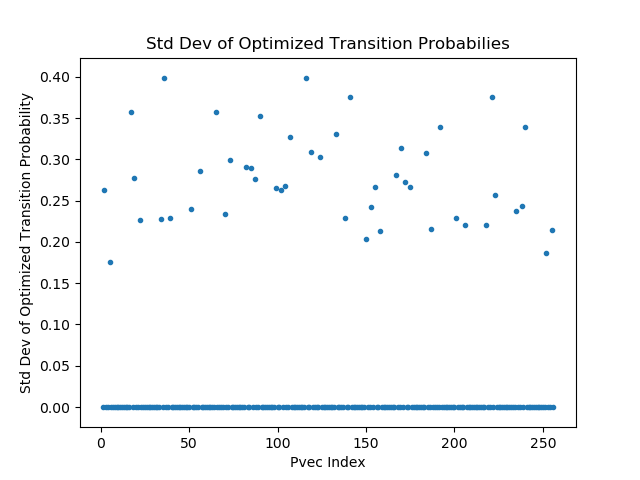 Std Dev of Optimized Transition Probabilies
Std Dev of Optimized Transition Probability
0.40
0.35
0.30
0.25
0.20
0.15
0.10
0.05
0.00
0 50 100 150 200 250
Pvec Index